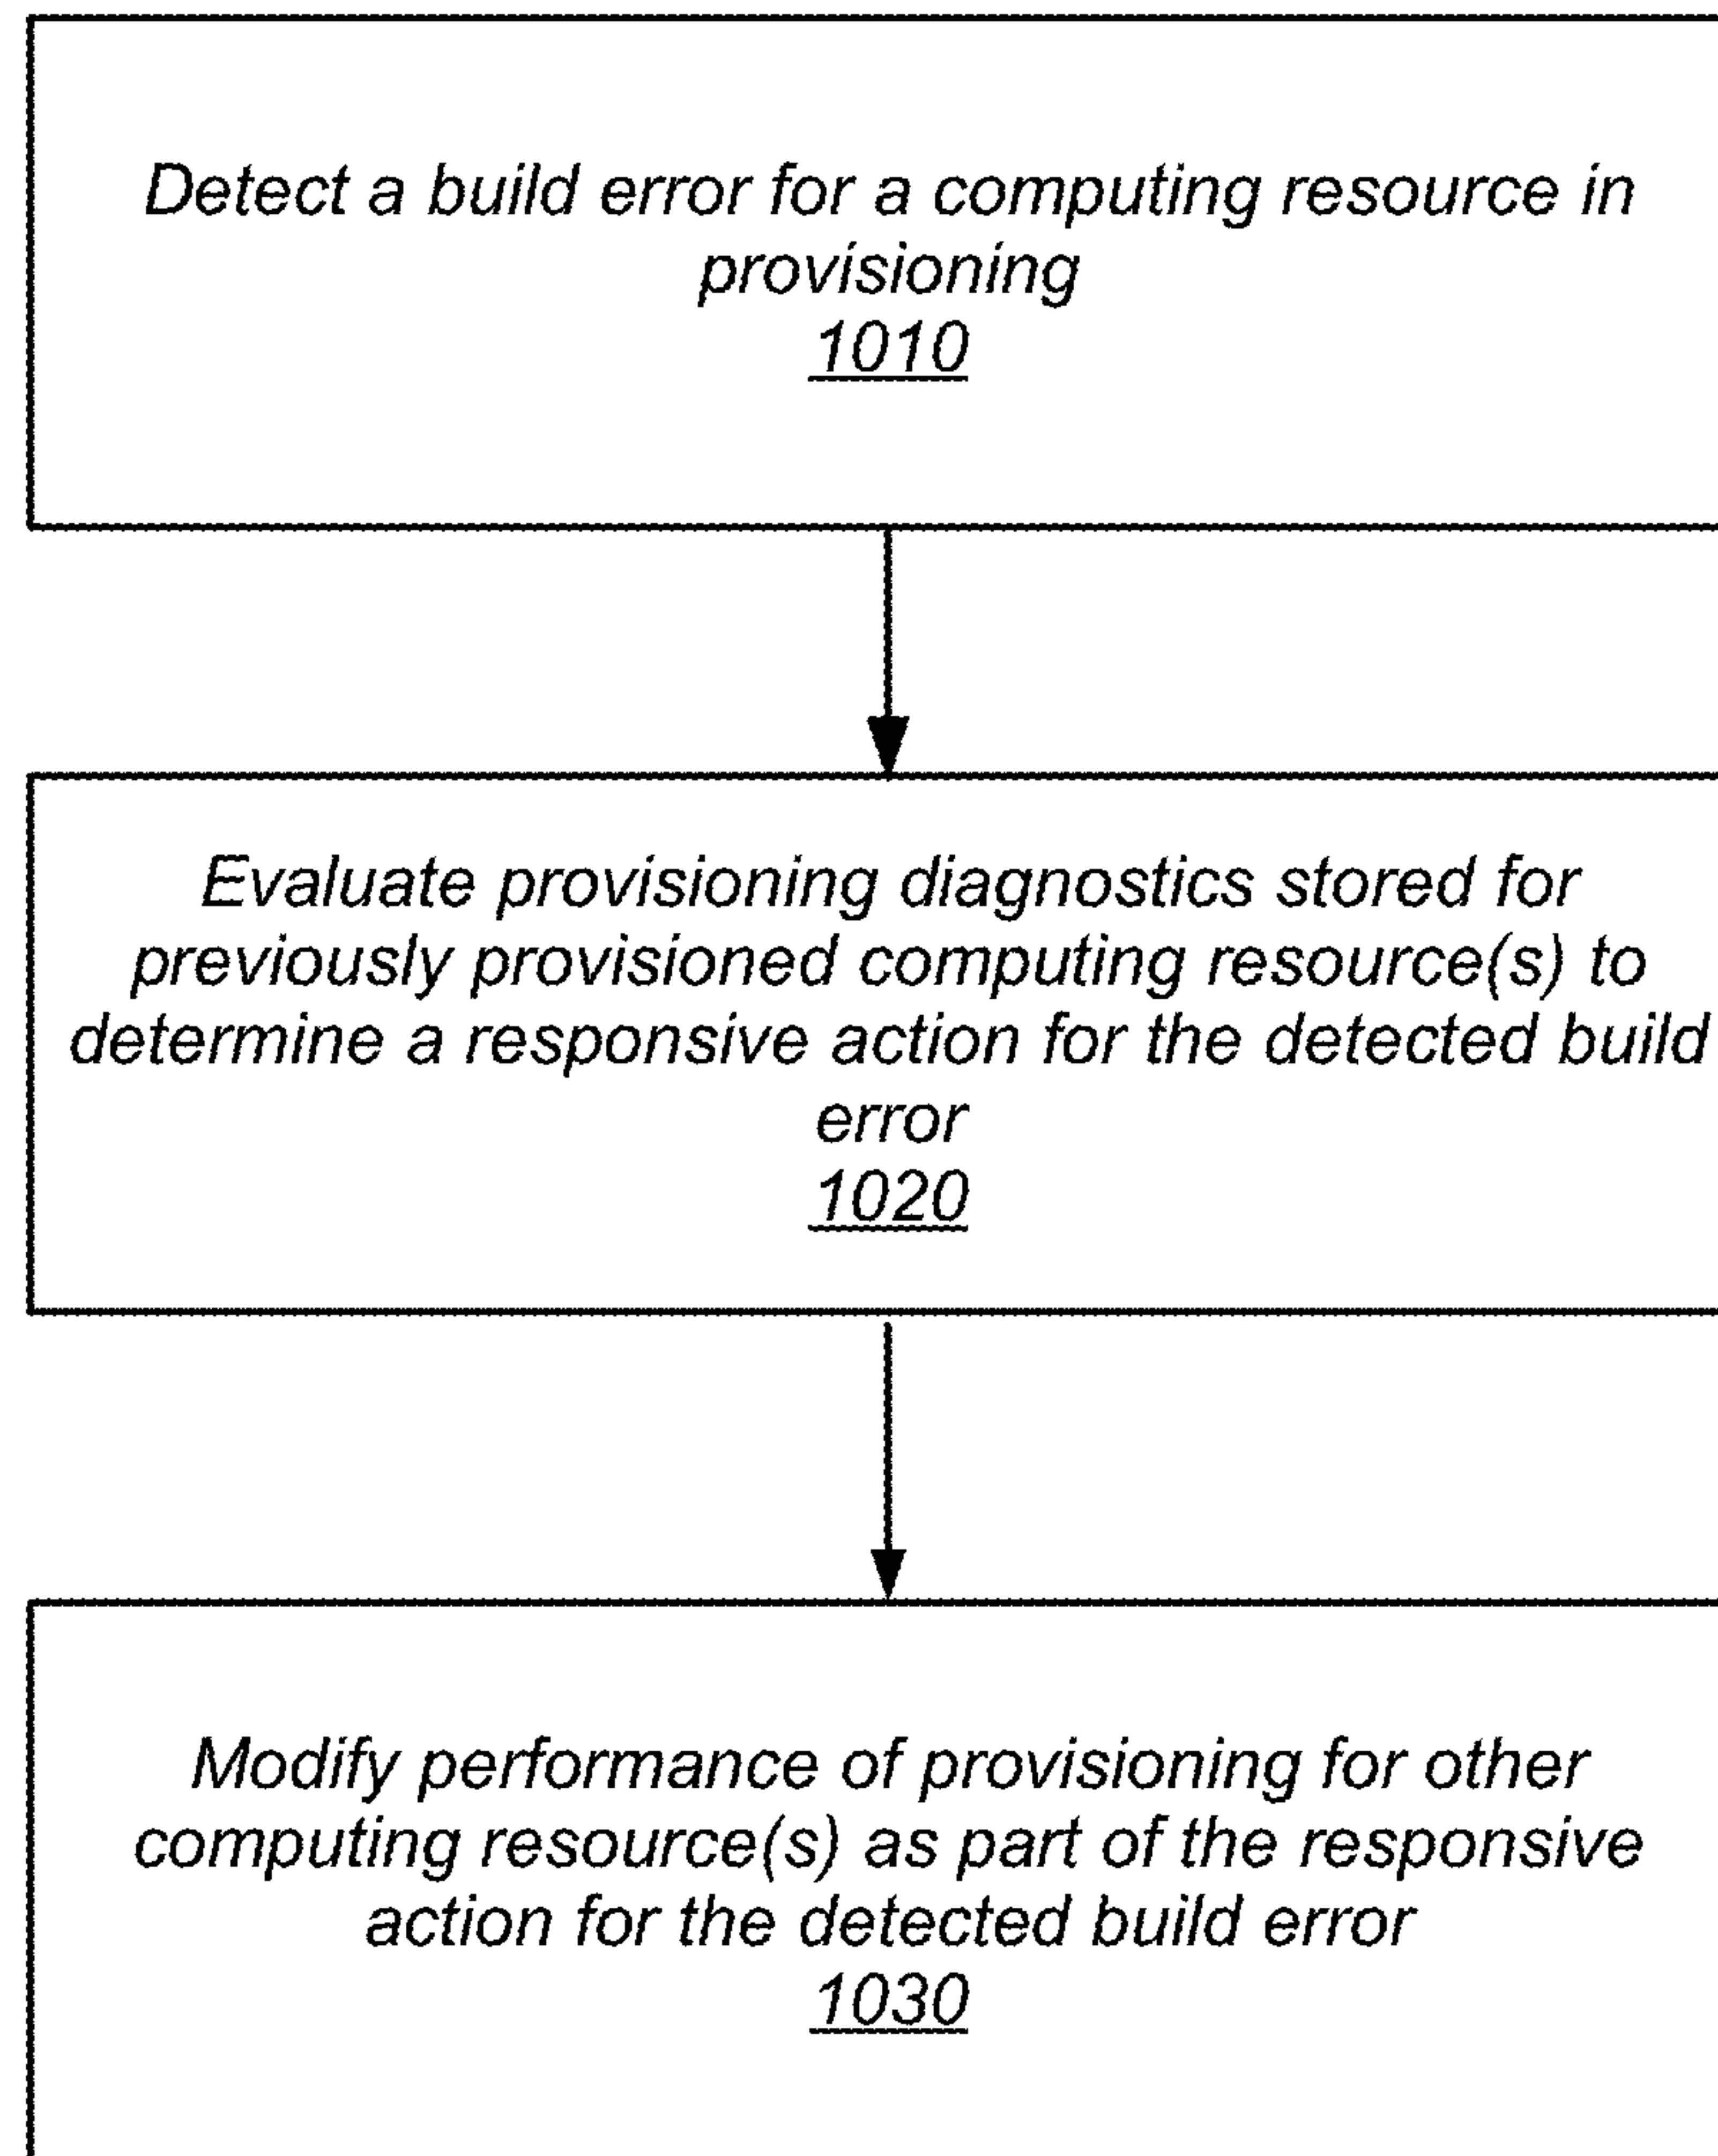 Detect a build error for a computing resource in
provisioning
1010
Evaluate provisioning diagnostics stored for
previously provisioned computing resource(s) to
determine a responsive action for the detected build
error
1020
Modify performance of provisioning for other
computing resource(s) as part of the responsive
action for the detected build error
1030